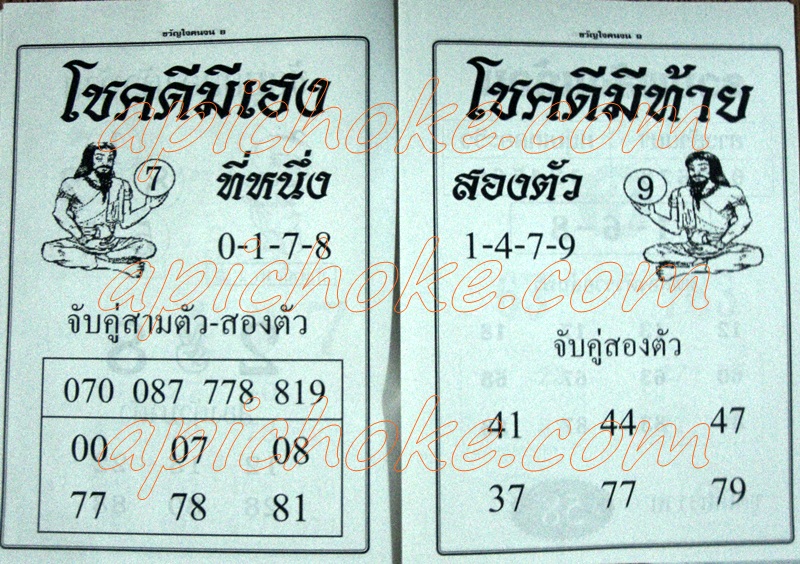 ขวัญใจคนจน ๒
โชคดีมีเฮง
7
ที่หนึ่ง
0-1-7-8
จับคู่สามตัว-สองตัว
070 087 778 819
00 07 08
77 78 81
ขวัญใจคนจน ๒
โชคดีมีท้าย
สองตัว
9
1-4-7-9
จับคู่สองตัว
41 44 47
37 77 79
apichoke.com
apichoke.com
apichoke.com
apichoke.com